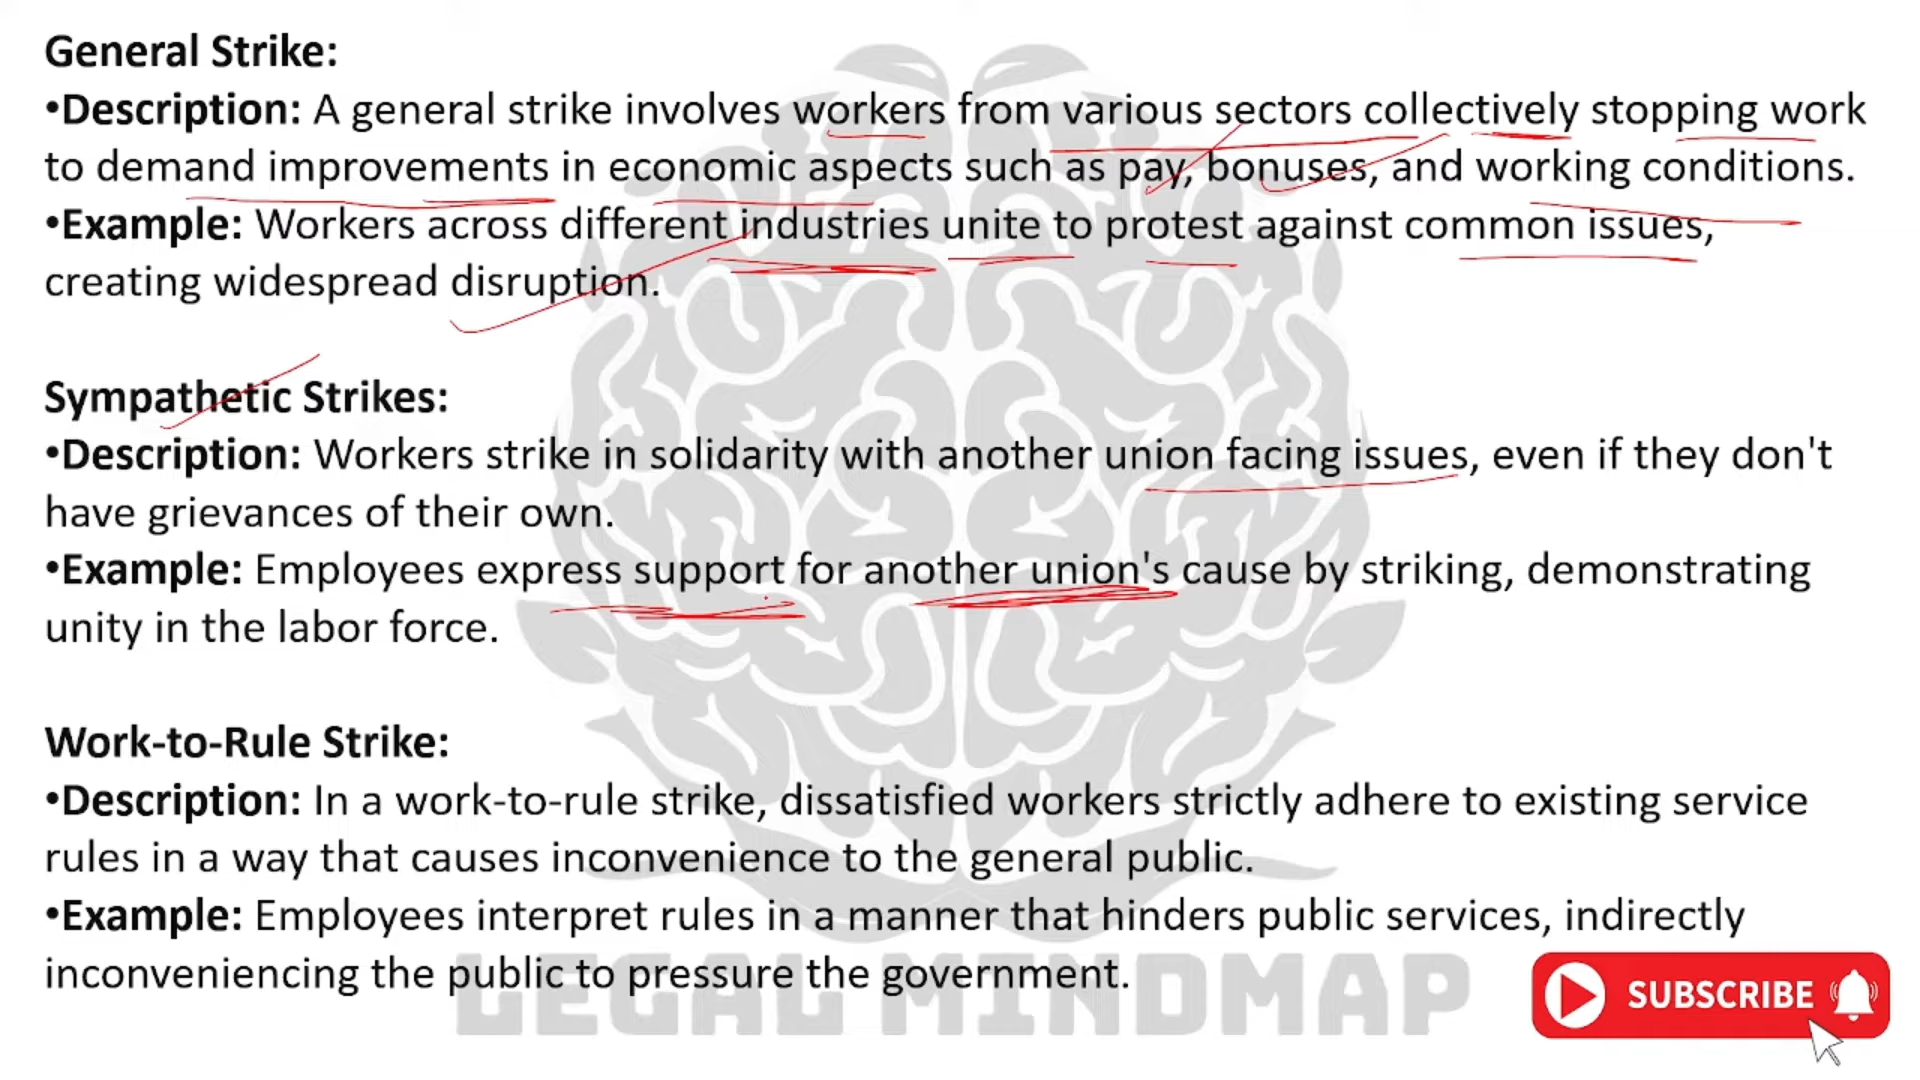 General Strike:
•Description: A general strike involves workers from various sectors collectively stopping work
to demand improvements in economic aspects such as pay, bonuses, and working conditions.
•Example: Workers across different industries unite to protest against common issues,
creating widespread disruption.
Sympathetic Strikes:
•Description: Workers strike in solidarity with another union facing issues, even if they don't
have grievances of their own.
•Example: Employees express support for another union's cause by striking, demonstrating
unity in the labor force.
Work-to-Rule Strike:
•Description: In a work-to-rule strike, dissatisfied workers strictly adhere to existing service
rules in a way that causes inconvenience to the general public.
•Example: Employees interpret rules in a manner that hinders public services, indirectly
inconveniencing the public to pressure the government.
LEGAL MINDMAP
SUBSCRIBE